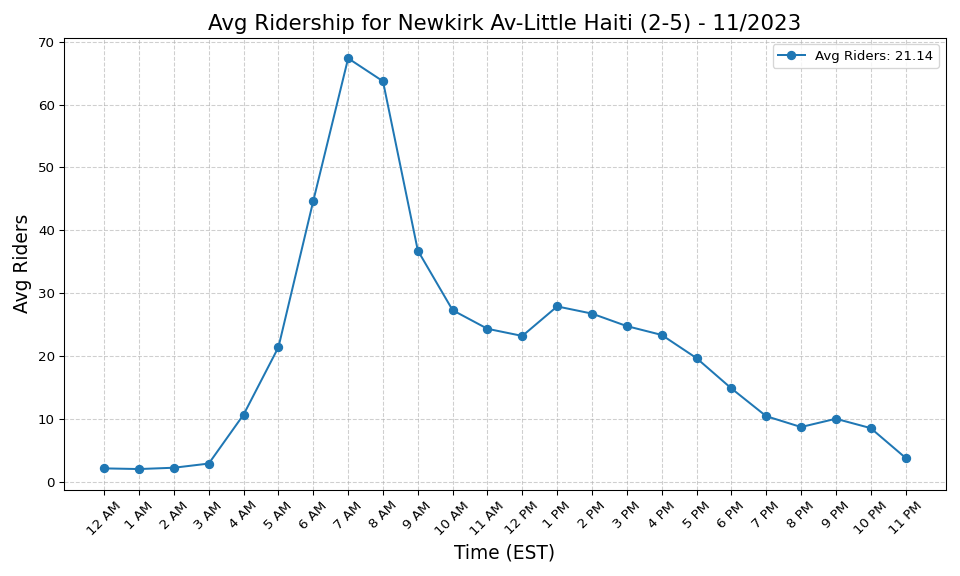 Avg Ridership for Newkirk Av-Little Haiti (2-5) - 11/2023
Avg Riders: 21.14
Avg Riders
70
60
50
40
30
20
10
0
12 AM
1 AM
2 AM
3 AM
4 AM
5 AM
6 AM
7 AM
8 AM
9 AM
10 AM
11 AM
12 PM
1 PM
2 PM
3 PM
4 PM
5 PM
6 PM
7 PM
8 PM
9 PM
10 PM
11 PM
Time (EST)